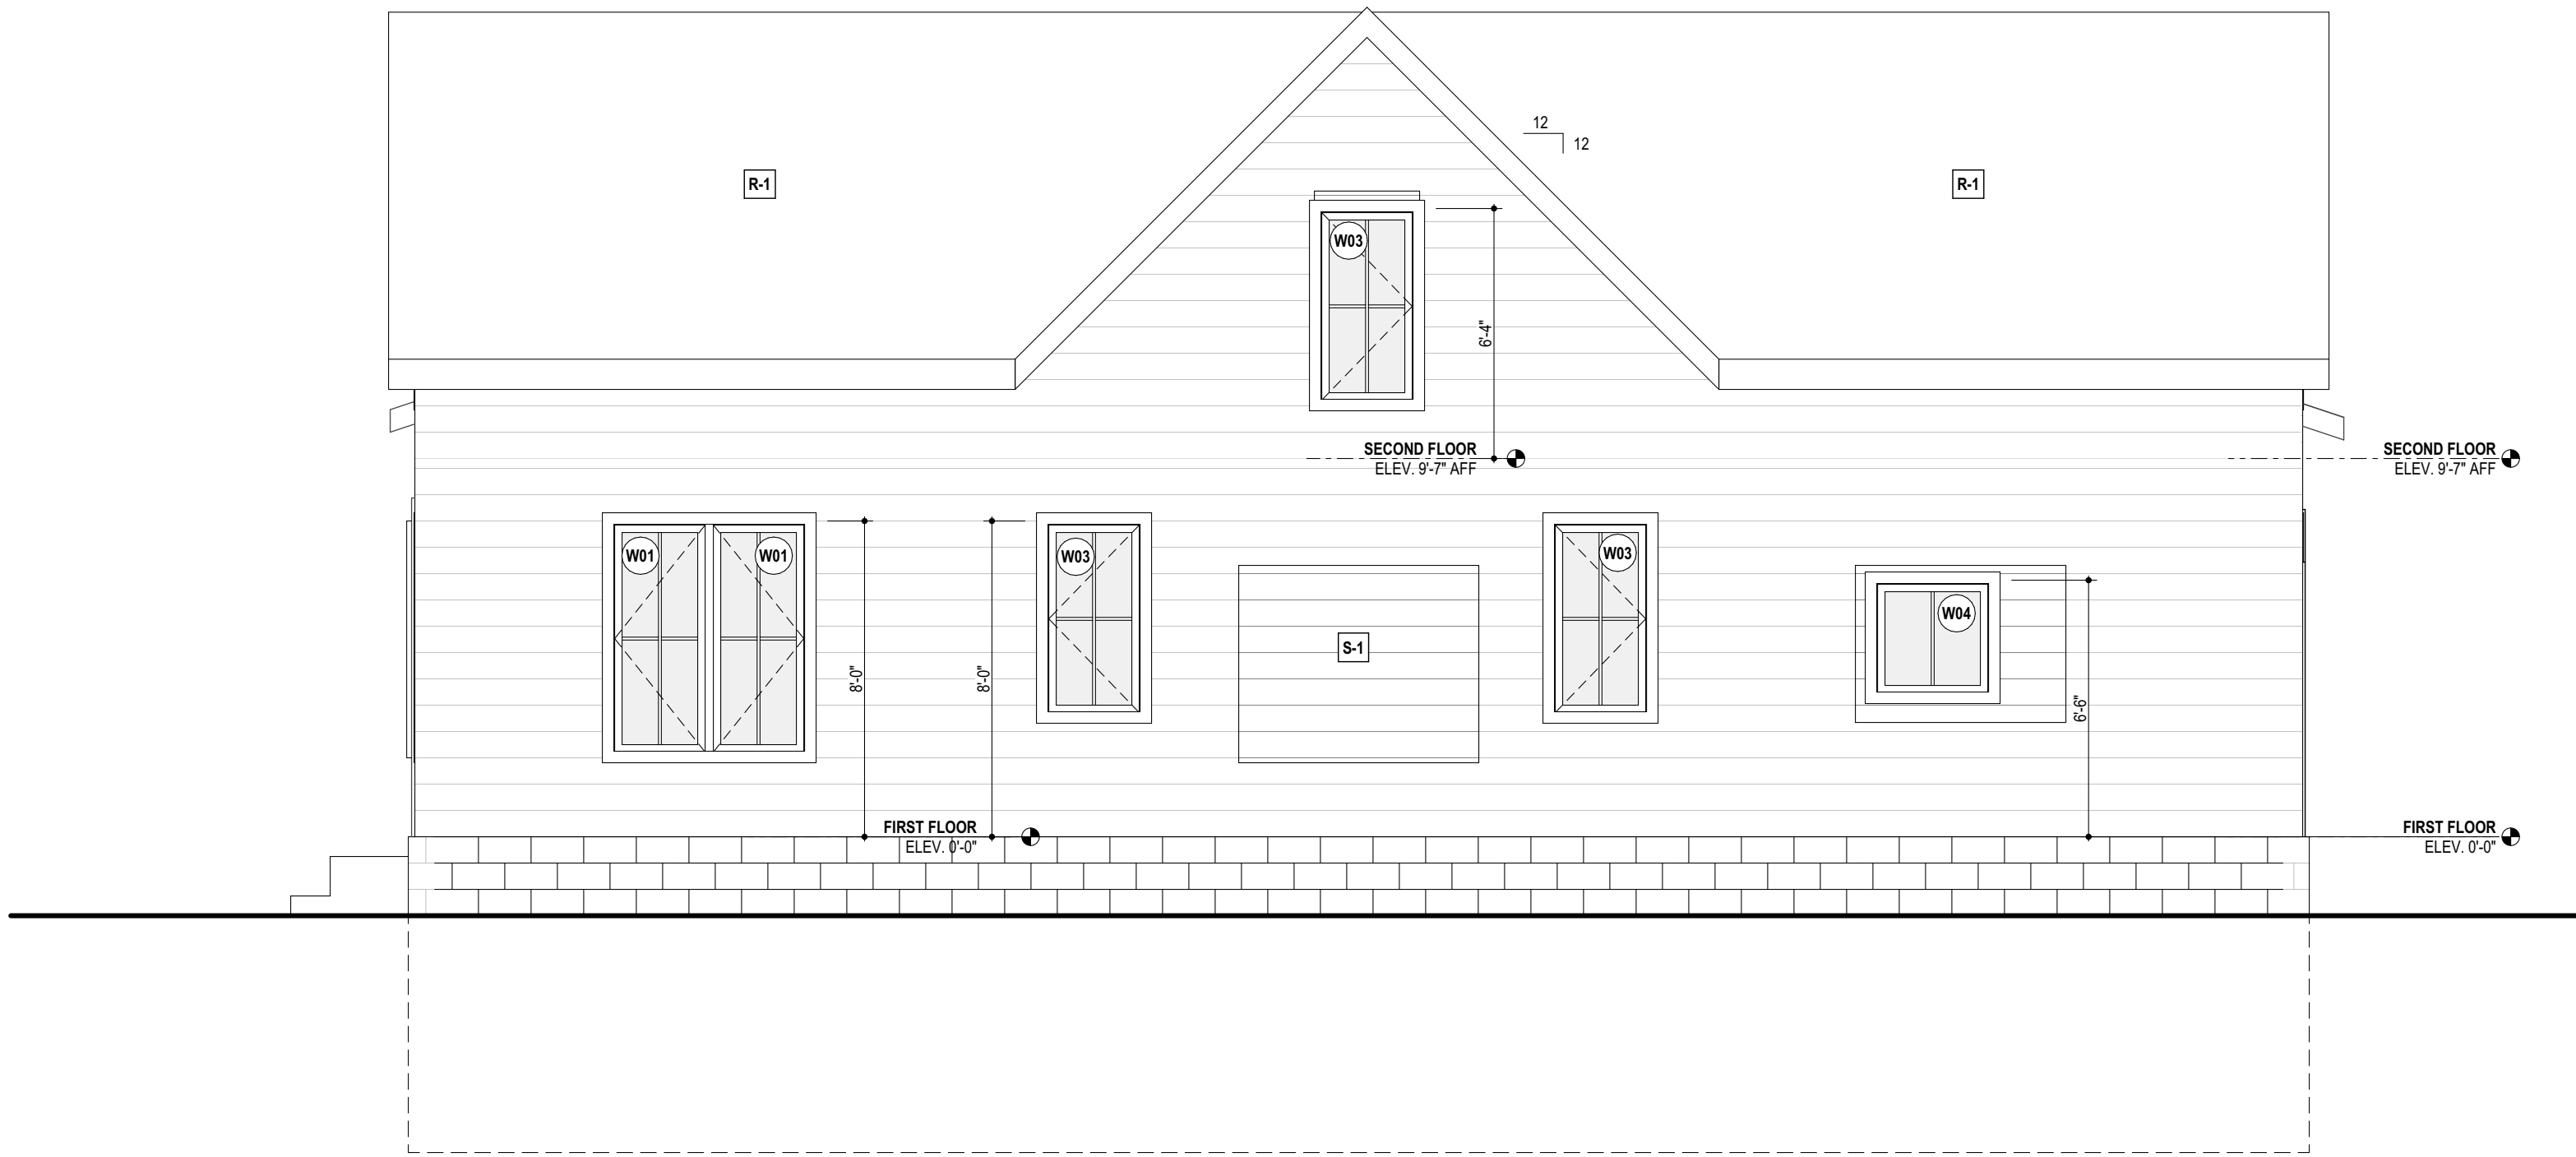 12
12
R-1
R-1
W03
6'-4"
SECOND FLOOR
ELEV. 9'-7" AFF
SECOND FLOOR
ELEV. 9'-7" AFF
W01
W01
W03
W03
W04
S-1
8'-0"
8'-0"
6'-6"
FIRST FLOOR
ELEV. 0'-0"
FIRST FLOOR
ELEV. 0'-0"